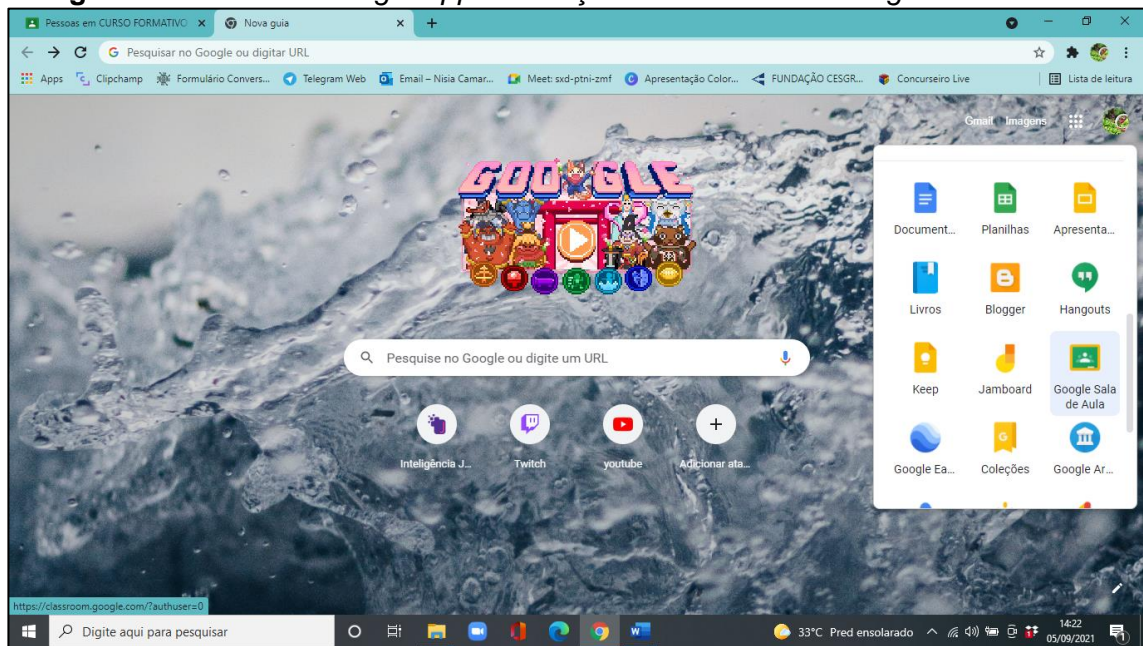 Pessoas em CURSO FORMATIVO
Nova guia
Pesquisar no Google ou digitar URL
Apps
Clipchamp
Formulário Convers...
Telegram Web
Email – Nisia Camar...
Meet: sxd-ptni-zmf
Apresentação Color...
FUNDAÇÃO CESGR...
Concurseiro Live
Lista de leitura
Gmail Imagens
GOOGLE
Document... Planilhas Apresenta...
Livros Blogger Hangouts
Keep Jamboard Google Sala
de Aula
Google Ea... Coleções Google Ar...
Pesquise no Google ou digite um URL
Inteligência J... Twitch youtube Adicionar ata...
https://classroom.google.com/?authuser=0
Digite aqui para pesquisar
33°C Pred ensolarado
14:22
05/09/2021